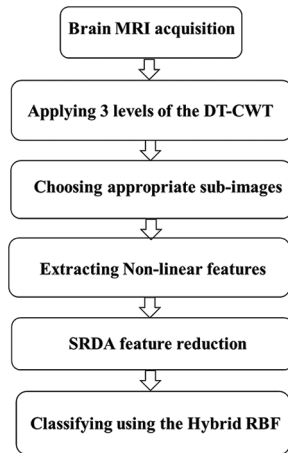 Brain MRI acquisition
Applying 3 levels of the DT-CWT
Choosing appropriate sub-images
Extracting Non-linear features
SRDA feature reduction
Classifying using the Hybrid RBF